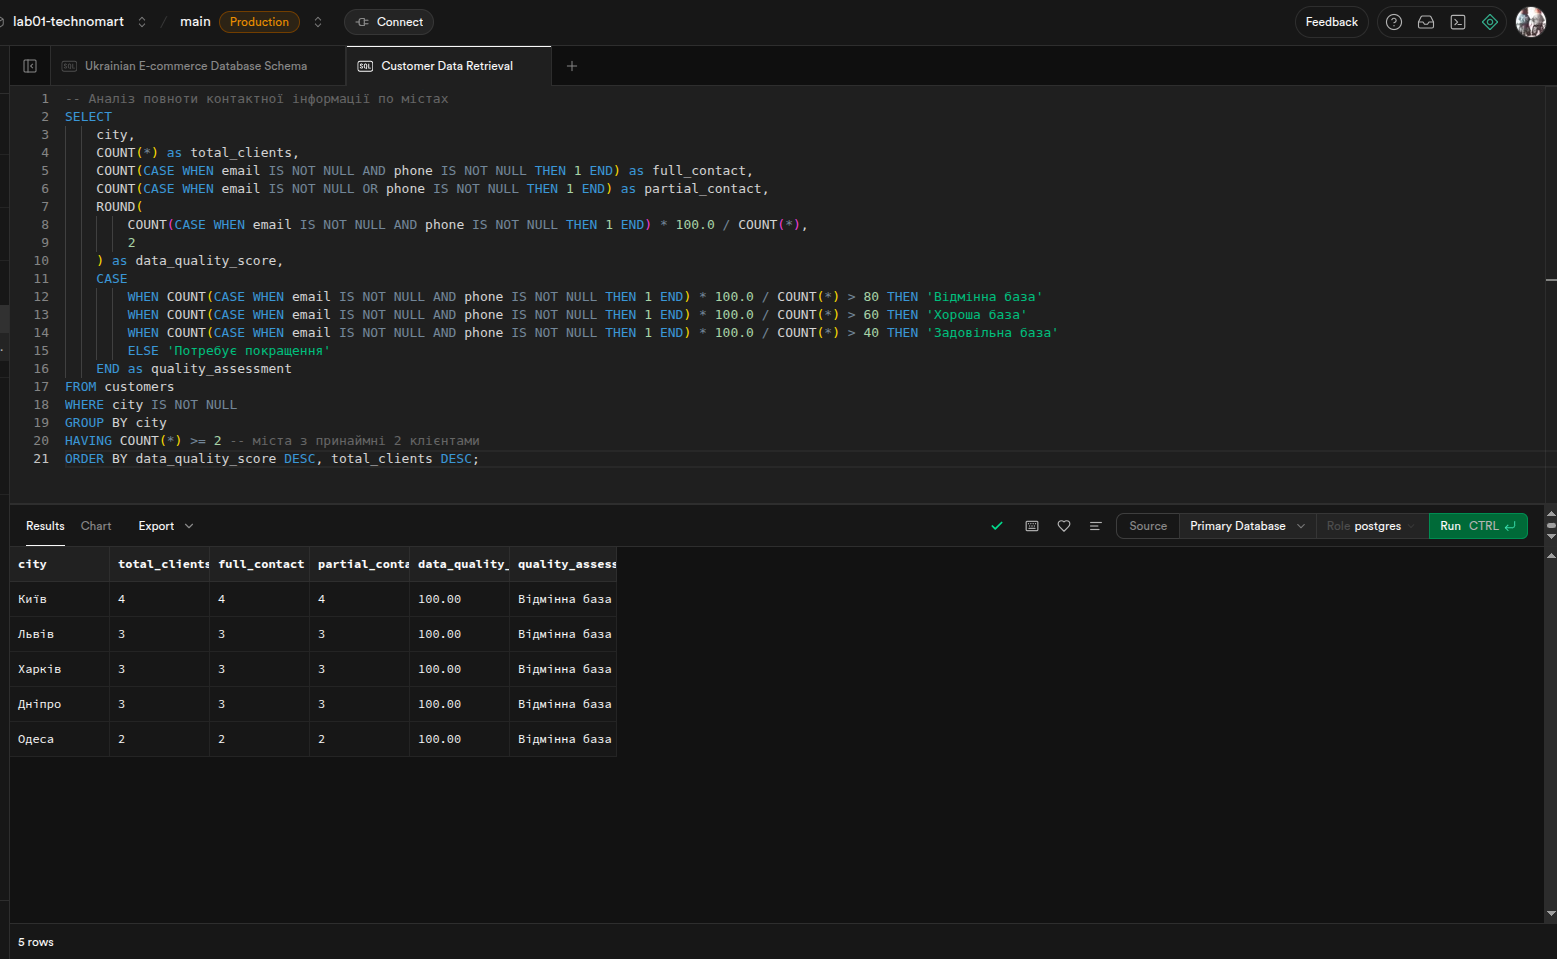 lab01-technomart / main Production Connect Feedback
Ukrainian E-commerce Database Schema
Customer Data Retrieval
1 -- Аналіз повноти контактної інформації по містах
2 SELECT
3 city,
4 COUNT(*) as total_clients,
5 COUNT(CASE WHEN email IS NOT NULL AND phone IS NOT NULL THEN 1 END) as full_contact,
6 COUNT(CASE WHEN email IS NOT NULL OR phone IS NOT NULL THEN 1 END) as partial_contact,
7 ROUND(
8 COUNT(CASE WHEN email IS NOT NULL AND phone IS NOT NULL THEN 1 END) * 100.0 / COUNT(*),
9 2
10 ) as data_quality_score,
11 CASE
12 WHEN COUNT(CASE WHEN email IS NOT NULL AND phone IS NOT NULL THEN 1 END) * 100.0 / COUNT(*) > 80 THEN 'Відмінна база'
13 WHEN COUNT(CASE WHEN email IS NOT NULL AND phone IS NOT NULL THEN 1 END) * 100.0 / COUNT(*) > 60 THEN 'Хороша база'
14 WHEN COUNT(CASE WHEN email IS NOT NULL AND phone IS NOT NULL THEN 1 END) * 100.0 / COUNT(*) > 40 THEN 'Задовільна база'
15 ELSE 'Потребує покращення'
16 END as quality_assessment
17 FROM customers
18 WHERE city IS NOT NULL
19 GROUP BY city
20 HAVING COUNT(*) >= 2 -- міста з принаймні 2 клієнтами
21 ORDER BY data_quality_score DESC, total_clients DESC;
Results Chart Export Source Primary Database Role postgres Run CTRL
city total_clients full_contact partial_conta data_quality_ quality_assess
Київ 4 4 4 100.00 Відмінна база
Львів 3 3 3 100.00 Відмінна база
Харків 3 3 3 100.00 Відмінна база
Дніпро 3 3 3 100.00 Відмінна база
Одеса 2 2 2 100.00 Відмінна база
5 rows